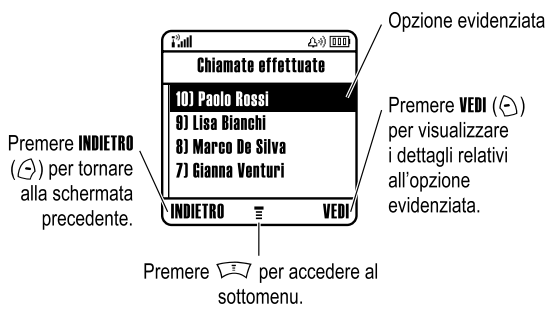 Opzione evidenziata
Chiamate effettuate
10) Paolo Rossi
9) Lisa Bianchi
8) Marco De Silva
7) Gianna Venturi
INDIETRO
VEDI
Premere INDIETRO
() per tornare
alla schermata
precedente.
Premere VEDI ()
per visualizzare
i dettagli relativi
all'opzione
evidenziata.
Premere per accedere al
sottomenu.